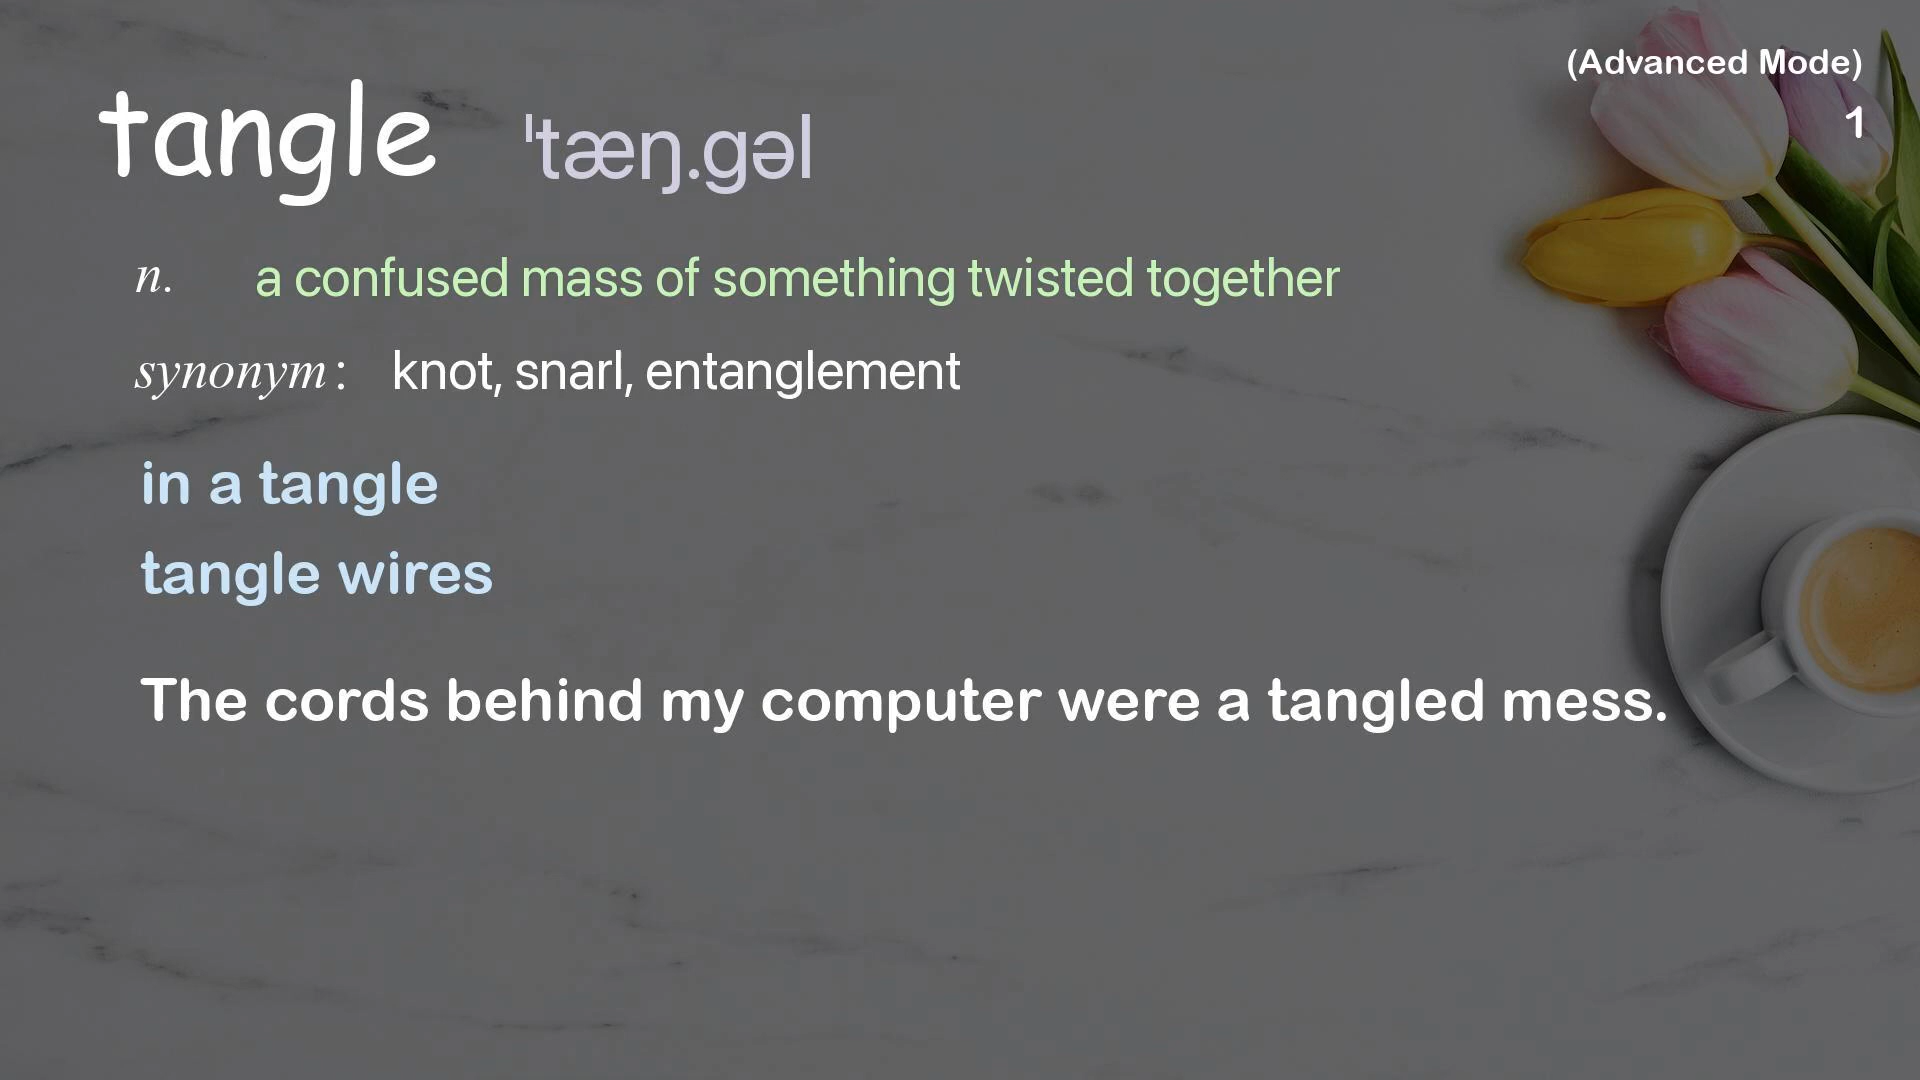 (Advanced Mode)
1
tangle ˈtæŋ.gəl
n. a confused mass of something twisted together
synonym: knot, snarl, entanglement
in a tangle
tangle wires
The cords behind my computer were a tangled mess.